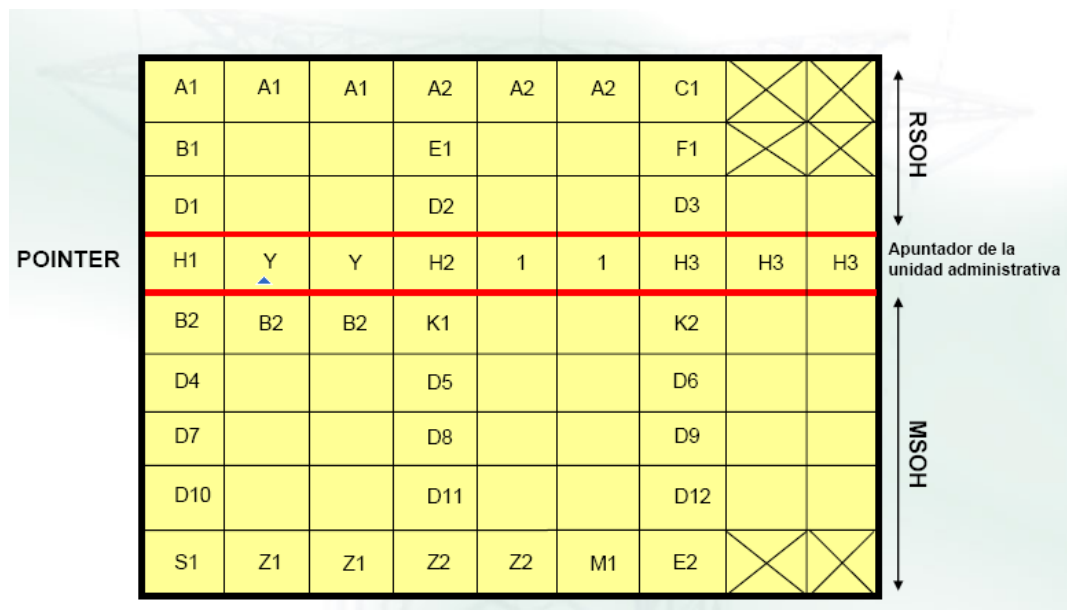 A1 A1 A1 A2 A2 A2 C1
B1 E1 F1
D1 D2 D3
RSOH
POINTER H1 Y Y H2 1 1 H3 H3 H3
Apuntador de la
unidad administrativa
B2 B2 B2 K1 K2
D4 D5 D6
D7 D8 D9
D10 D11 D12
S1 Z1 Z1 Z2 Z2 M1 E2
MSOH